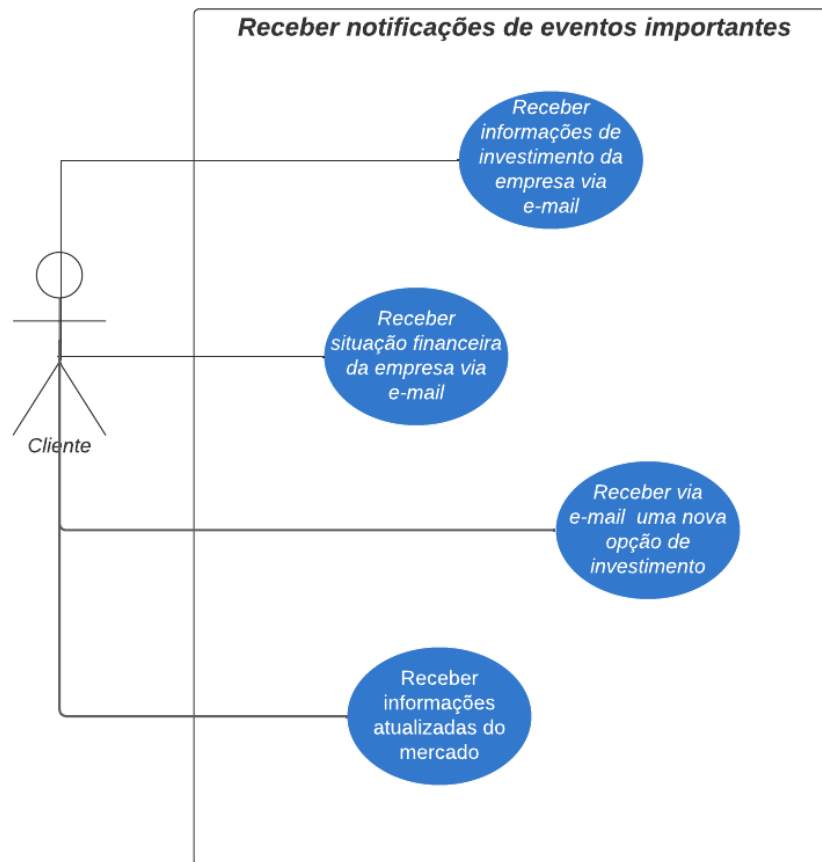 Receber notificações de eventos importantes
Receber
informações de
investimento da
empresa via
e-mail
Receber
situação financeira
da empresa via
e-mail
Cliente
Receber via
e-mail  uma nova
opção de
investimento
Receber
informações
atualizadas do
mercado